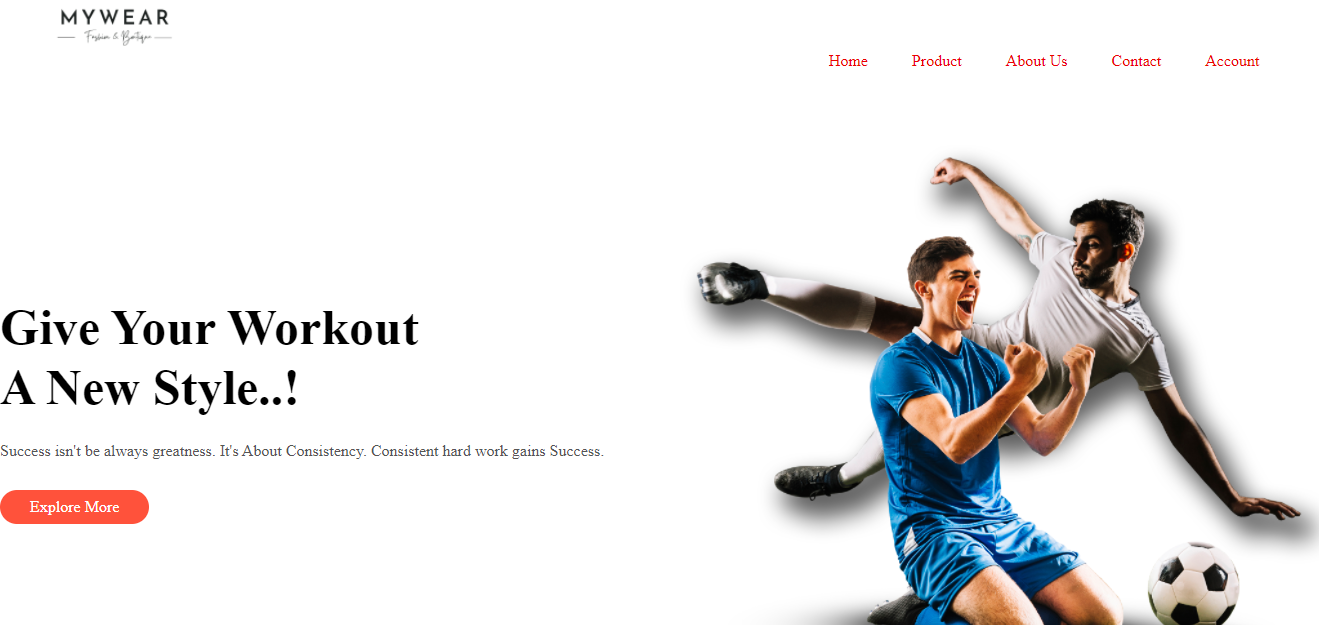 MYWEAR
Fashion & Boutique
Home Product About Us Contact Account
Give Your Workout
A New Style..!
Success isn't be always greatness. It's About Consistency. Consistent hard work gains Success.
Explore More